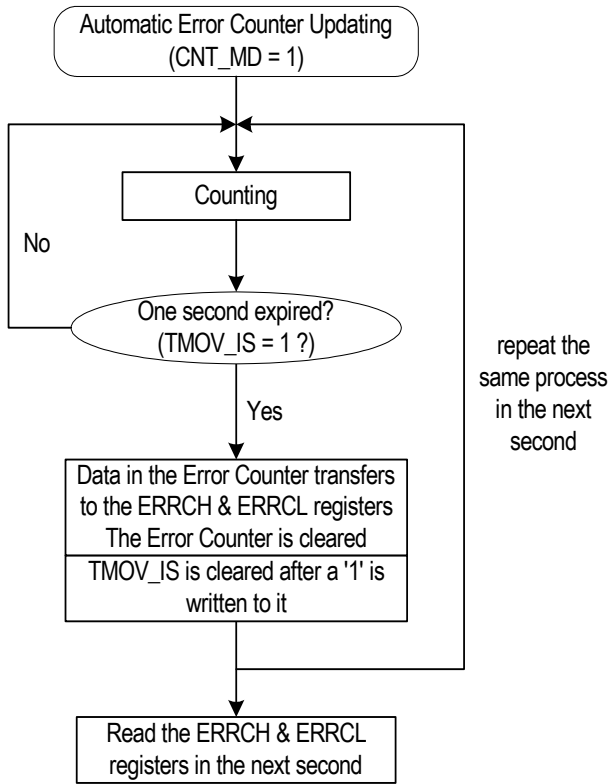 Automatic Error Counter Updating
(CNT_MD = 1)
Counting
No
One second expired?
(TMOV_IS = 1 ?)
repeat the
same process
in the next
second
Yes
Data in the Error Counter transfers
to the ERRCH & ERRCL registers
The Error Counter is cleared
TMOV_IS is cleared after a '1' is
written to it
Read the ERRCH & ERRCL
registers in the next second